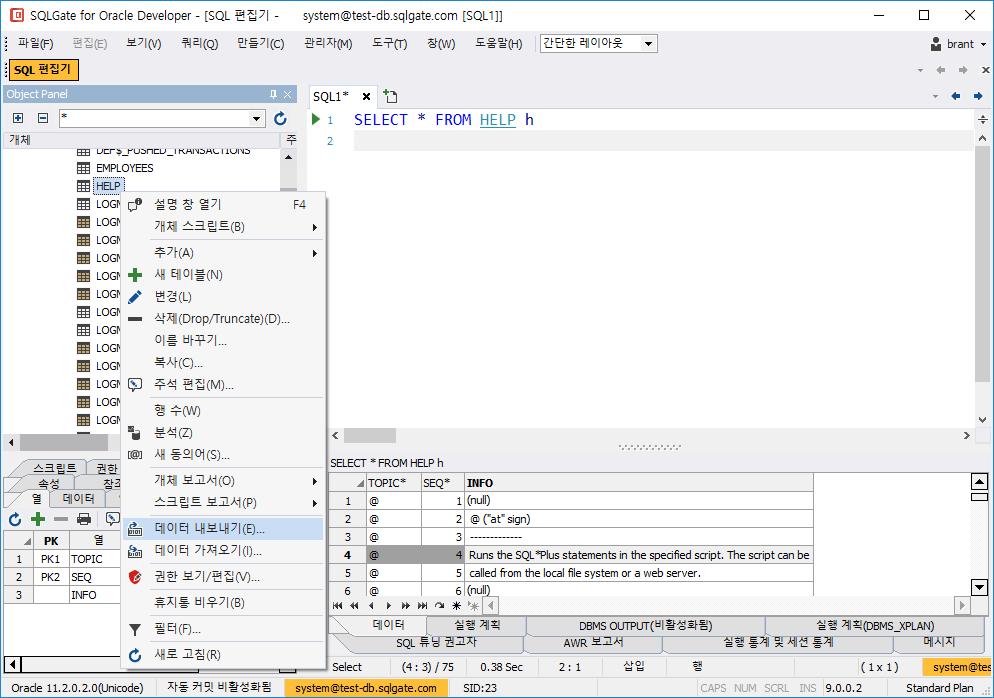 SQLGate for Oracle Developer - [SQL 편집기 - system@test-db.sqlgate.com [SQL1]]
파일(F) 편집(E) 보기(V) 쿼리(Q) 만들기(C) 관리자(M) 도구(T) 창(W) 도움말(H) 간단한 레이아웃 brant
SQL 편집기
Object Panel
*
개체 주
DEF$_PUSHED_TRANSACTIONS
EMPLOYEES
HELP
LOGM
LOGM
LOGM
LOGM
LOGM
LOGM
LOGM
LOGM
LOGM
LOGM
LOGM
LOGM
LOGM
설명 창 열기 F4
개체 스크립트(B)
추가(A)
새 테이블(N)
변경(L)
삭제(Drop/Truncate)(D)...
이름 바꾸기...
복사(C)...
주석 편집(M)...
행 수(W)
분석(Z)
새 동의어(S)...
개체 보고서(O)
스크립트 보고서(P)
데이터 내보내기(E)...
데이터 가져오기(I)...
권한 보기/편집(V)...
휴지통 비우기(B)
필터(F)...
새로 고침(R)
스크립트 권한
속성 참조
열 데이터
PK 열
1 PK1 TOPIC
2 PK2 SEQ
3 INFO
SQL1*
1 SELECT * FROM HELP h
2
SELECT * FROM HELP h
TOPIC* SEQ* INFO
1 @ 1 (null)
2 @ 2 @ ("at" sign)
3 @ 3 -------------
4 @ 4 Runs the SQL*Plus statements in the specified script. The script can be
5 @ 5 called from the local file system or a web server.
6 @ 6 (null)
데이터 실행 계획 DBMS OUTPUT(비활성화됨) 실행 계획(DBMS_XPLAN)
SQL 튜닝 권고자 AWR 보고서 실행 통계 및 세션 통계 메시지
Select (4 : 3) / 75 0.38 Sec 2 : 1 삽입 행 ( 1 x 1 ) system@tes
Oracle 11.2.0.2.0(Unicode) 자동 커밋 비활성화됨 system@test-db.sqlgate.com SID:23 CAPS NUM SCRL INS 9.0.0.2 Standard Plan